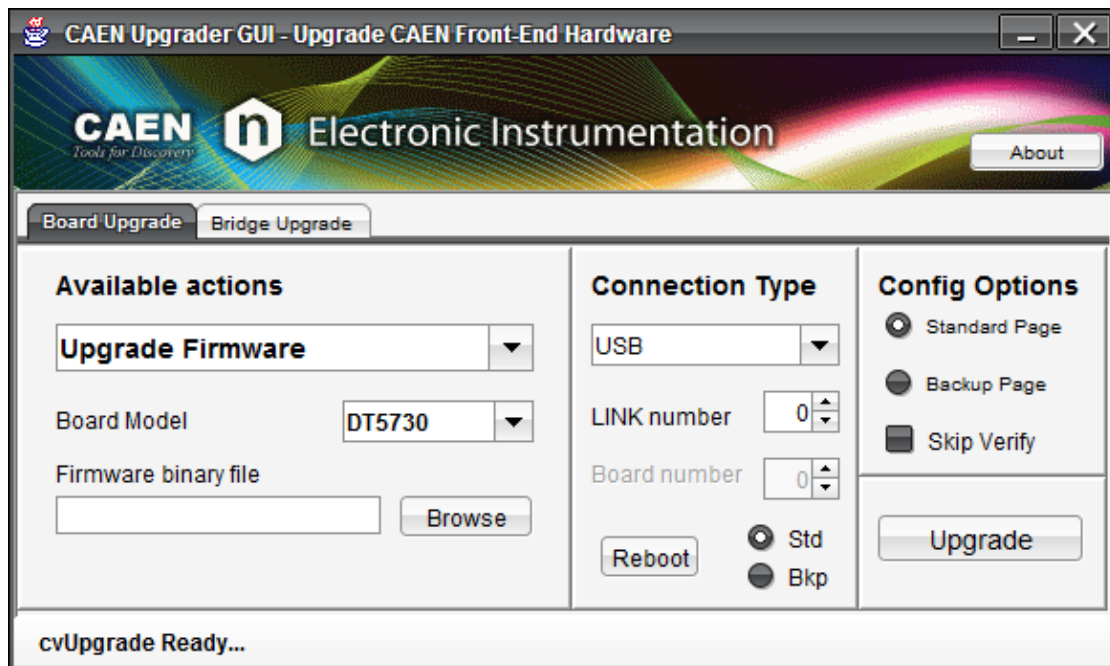 CAEN Upgrader GUI - Upgrade CAEN Front-End Hardware
CAEN
Tools for Discovery
n
Electronic Instrumentation
About
Board Upgrade
Bridge Upgrade
Available actions
Upgrade Firmware
Board Model
DT5730
Firmware binary file
Browse
Connection Type
USB
LINK number
0
Board number
0
Reboot
Std
Bkp
Config Options
Standard Page
Backup Page
Skip Verify
Upgrade
cvUpgrade Ready...